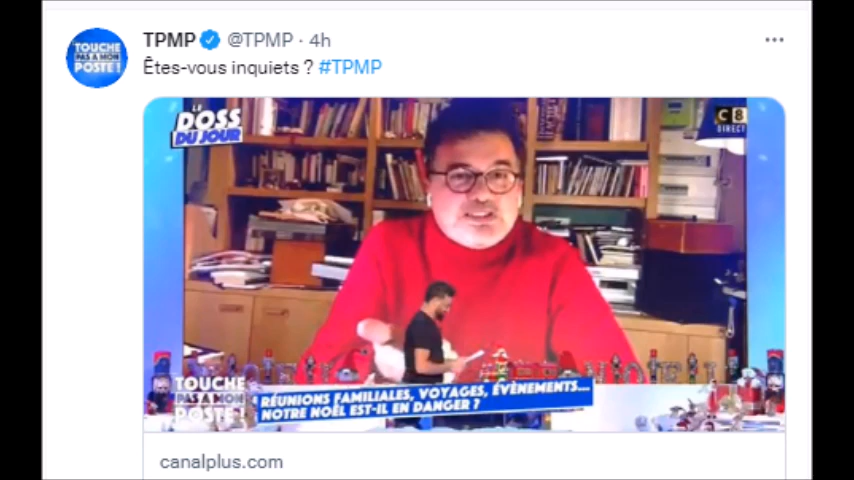 TOUCHE
PAS A MON
POSTE !
TPMP @TPMP · 4h
Êtes-vous inquiets ? #TPMP
LE
DOSS
DU JOUR
C8
DIRECT
TOUCHE
PAS A MON
POSTE !
RÉUNIONS FAMILIALES, VOYAGES, ÉVÈNEMENTS...
NOTRE NOËL EST-IL EN DANGER ?
canalplus.com